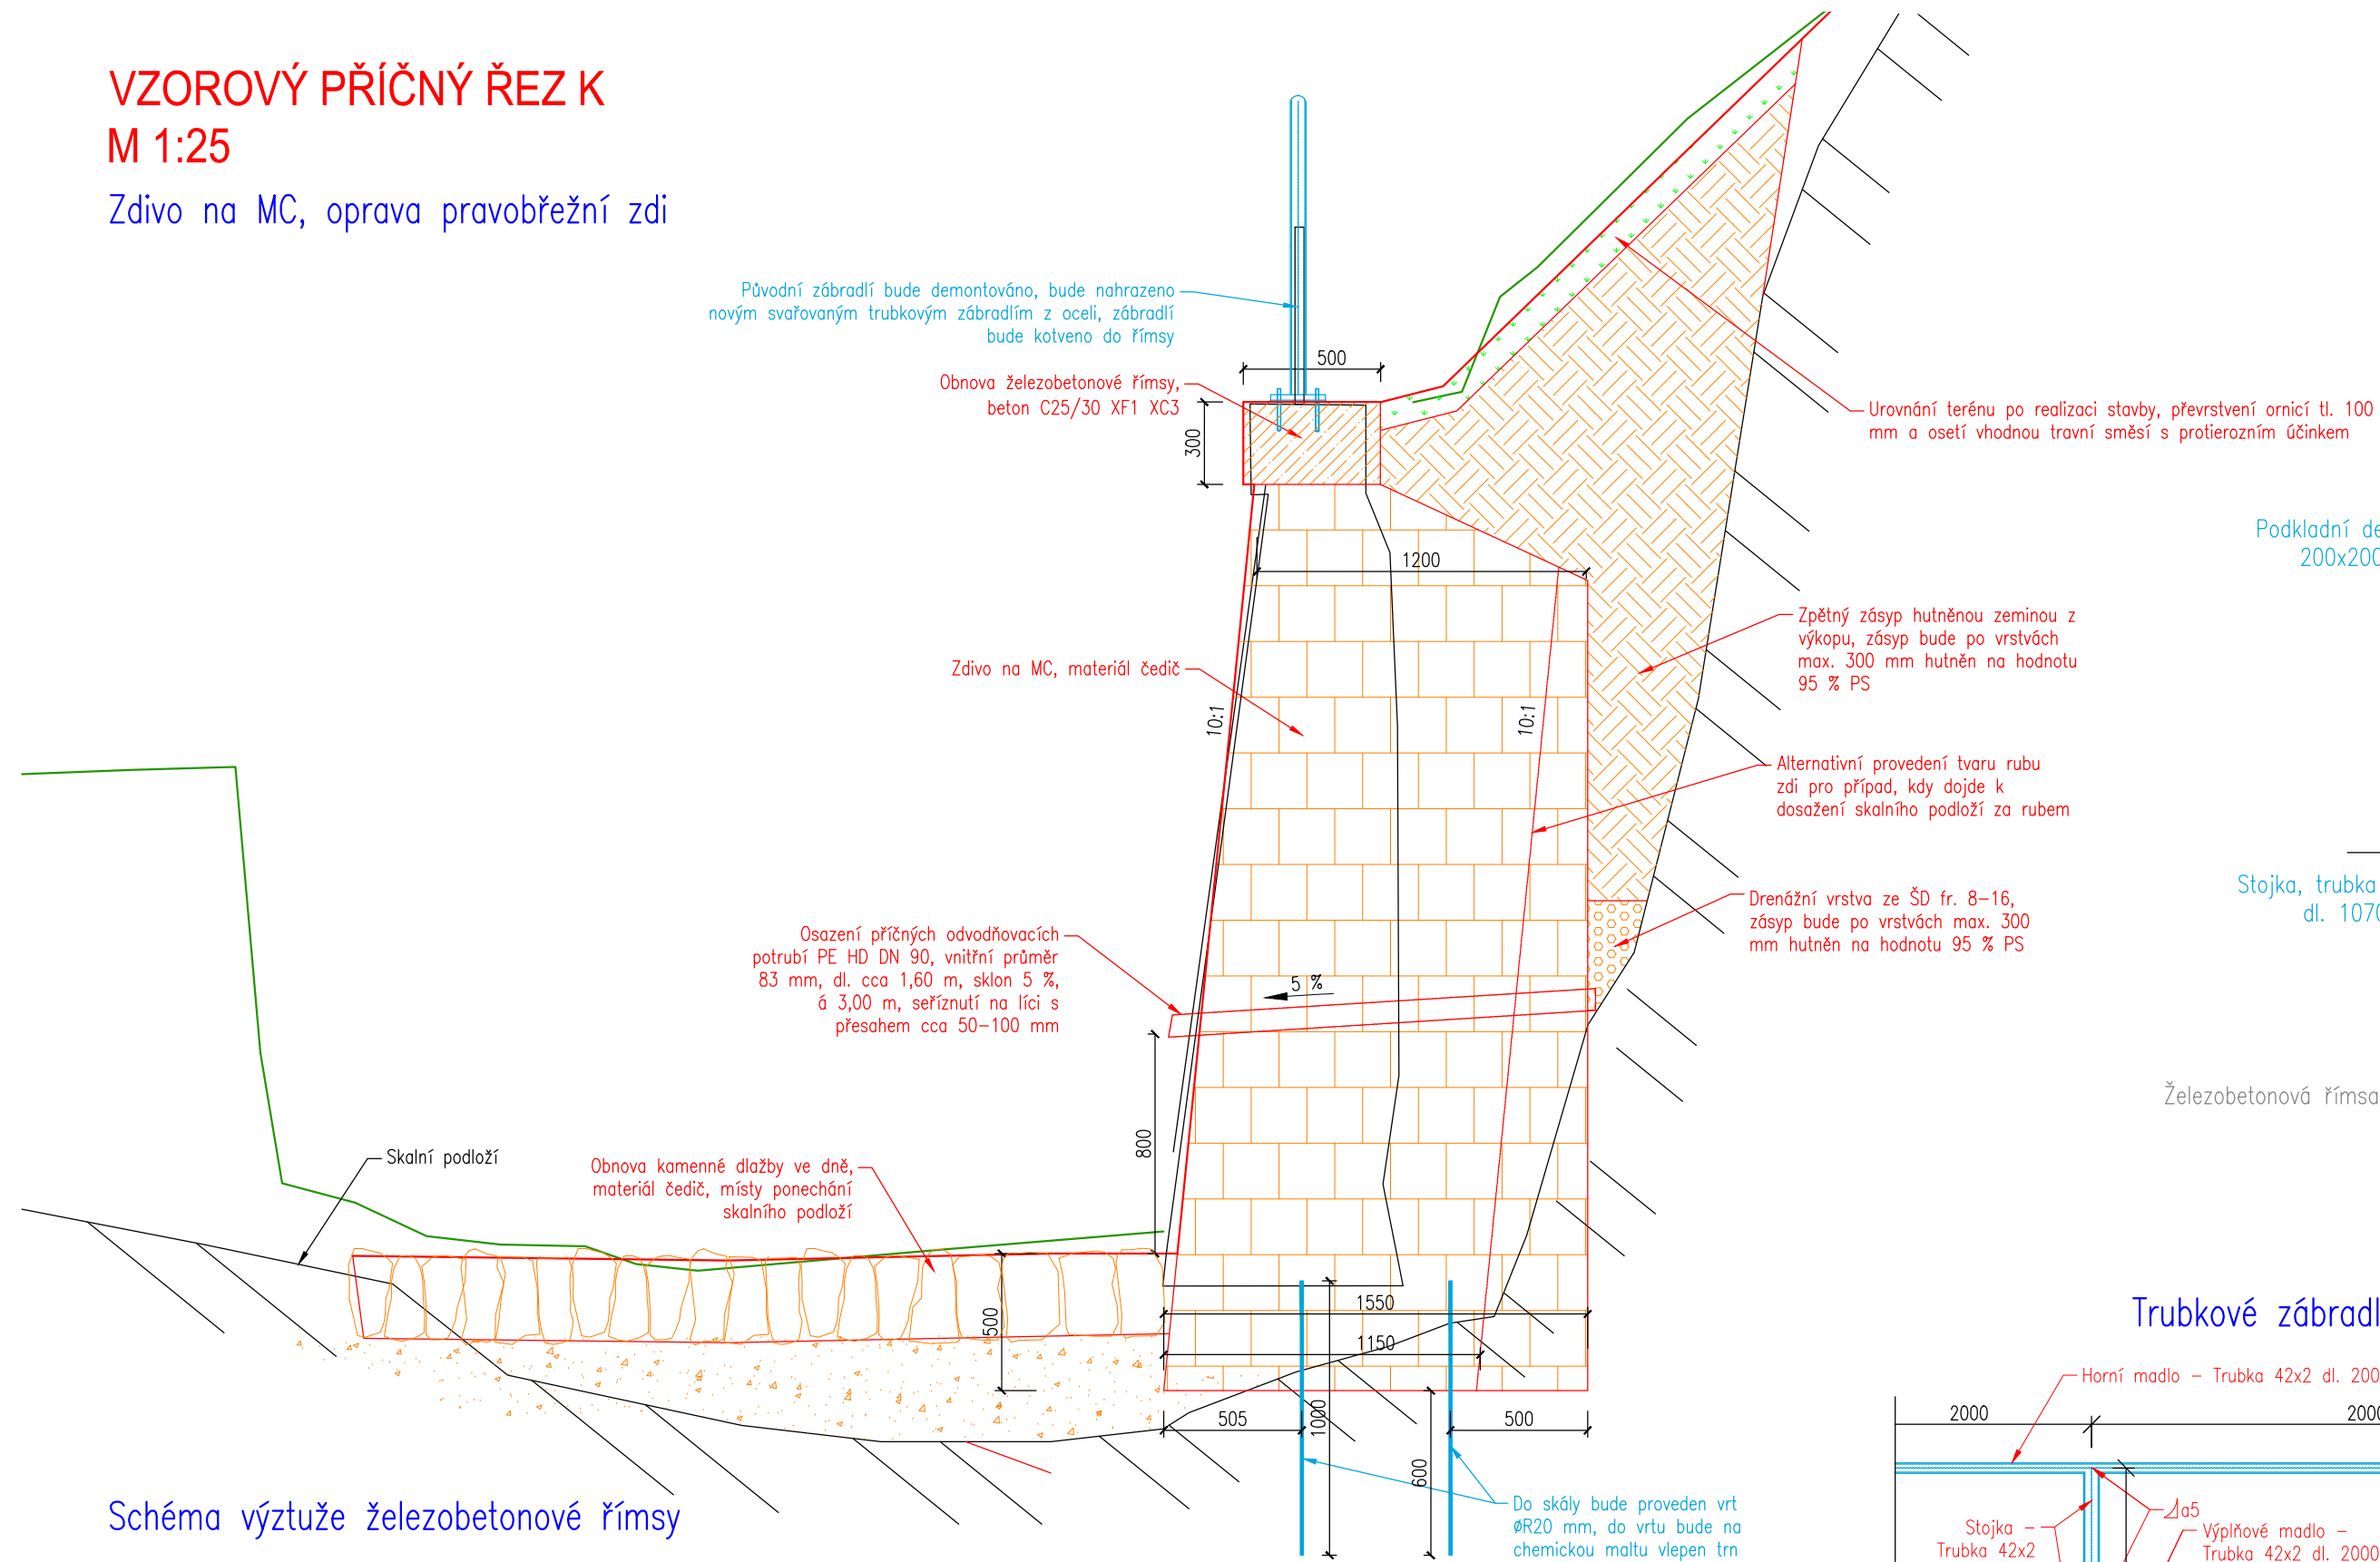 VZOROVÝ PŘÍČNÝ ŘEZ K
M 1:25
Zdivo na MC, oprava pravobřežní zdi
Původní zábradlí bude demontováno, bude nahrazeno
novým svařovaným trubkovým zábradlím z oceli, zábradlí
bude kotveno do římsy
500
Obnova železobetonové římsy,
beton C25/30 XF1 XC3
300
Urovnání terénu po realizaci stavby, převrstvení ornicí tl. 100
mm a osetí vhodnou travní směsí s protierozním účinkem
Podkladní
200x200
1200
Zpětný zásyp hutněnou zeminou z
výkopu, zásyp bude po vrstvách
max. 300 mm hutněn na hodnotu
95 % PS
Zdivo na MC, materiál čedič
10:1
10:1
Alternativní provedení tvaru rubu
zdi pro případ, kdy dojde k
dosažení skalního podloží za rubem
Stojka, trubka
dl. 1070
Drenážní vrstva ze ŠD fr. 8-16,
zásyp bude po vrstvách max. 300
mm hutněn na hodnotu 95 % PS
Osazení příčných odvodňovacích
potrubí PE HD DN 90, vnitřní průměr
83 mm, dl. cca 1,60 m, sklon 5 %,
á 3,00 m, seříznutí na líci s
přesahem cca 50-100 mm
5 %
Železobetonová římsa
800
Skalní podloží
Obnova kamenné dlažby ve dně,
materiál čedič, místy ponechání
skalního podloží
500
1550
1150
505
1000
500
600
Do skály bude proveden vrt
øR20 mm, do vrtu bude na
chemickou maltu vlepen trn
Schéma výztuže železobetonové římsy
Trubkové zábradl
Horní madlo - Trubka 42x2 dl. 200
2000
2000
a5
Stojka -
Trubka 42x2
Výplňové madlo -
Trubka 42x2 dl. 2000